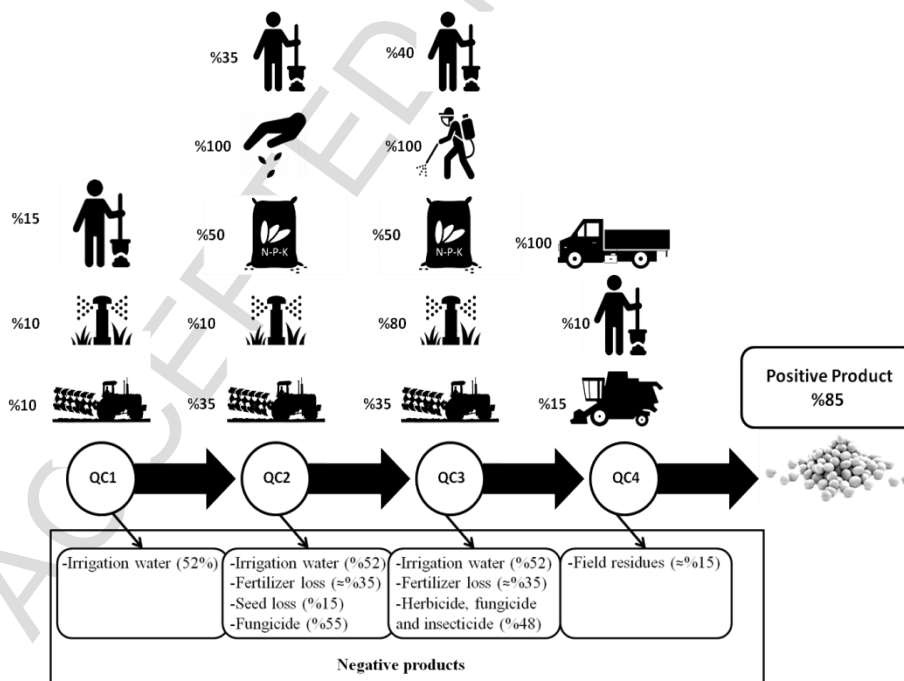 %35
%40
%100
%100
%15
%50
N-P-K
%50
N-P-K
%100
%10
%10
%80
%10
%10
%35
%35
%15
Positive Product
%85
QC1
QC2
QC3
QC4
-Irrigation water (52%)
-Irrigation water (%52)
-Fertilizer loss (≈%35)
-Seed loss (%15)
-Fungicide (%55)
-Irrigation water (%52)
-Fertilizer loss (≈%35)
-Herbicide, fungicide
and insecticide (%48)
-Field residues (≈%15)
Negative products
ACCEPTED